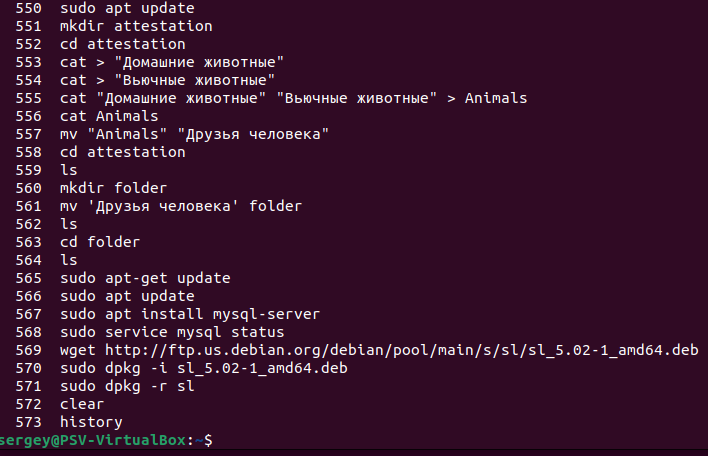 550 sudo apt update
551 mkdir attestation
552 cd attestation
553 cat > "Домашние животные"
554 cat > "Вьючные животные"
555 cat "Домашние животные" "Вьючные животные" > Animals
556 cat Animals
557 mv "Animals" "Друзья человека"
558 cd attestation
559 ls
560 mkdir folder
561 mv 'Друзья человека' folder
562 ls
563 cd folder
564 ls
565 sudo apt-get update
566 sudo apt update
567 sudo apt install mysql-server
568 sudo service mysql status
569 wget http://ftp.us.debian.org/debian/pool/main/s/sl/sl_5.02-1_amd64.deb
570 sudo dpkg -i sl_5.02-1_amd64.deb
571 sudo dpkg -r sl
572 clear
573 history
sergey@PSV-VirtualBox:~$